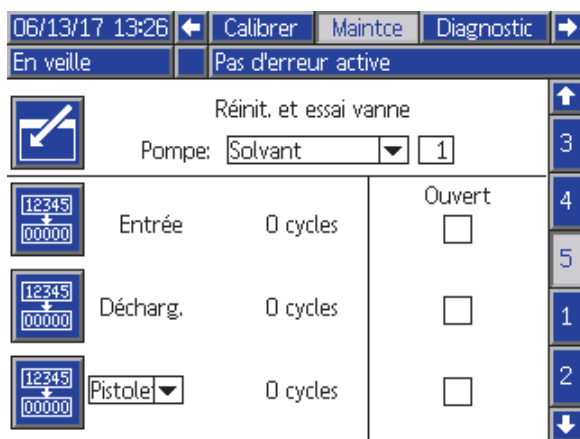 06/13/17 13:26 Calibrer Maintce Diagnostic
En veille Pas d'erreur active
Réinit. et essai vanne
Pompe: Solvant 1
3
Ouvert
4
12345
00000
Entrée 0 cycles
5
12345
00000
Décharg. 0 cycles
1
12345
00000
Pistolet 0 cycles
2